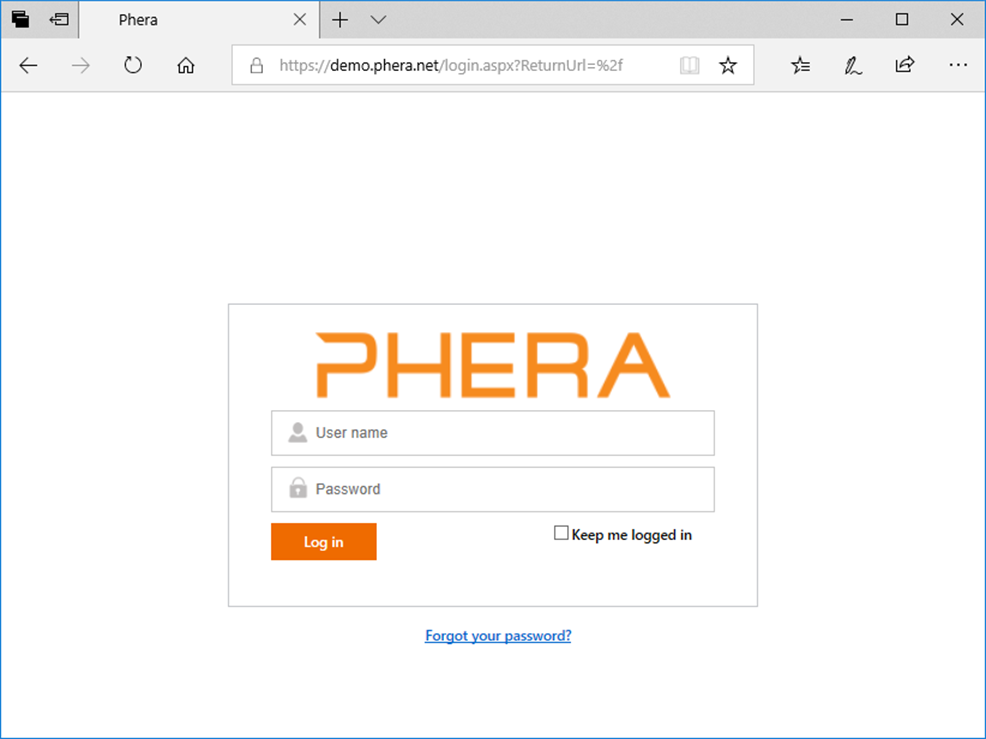 Phera
https://demo.phera.net/login.aspx?ReturnUrl=%2f
PHERA
User name
Password
Log in
Keep me logged in
Forgot your password?